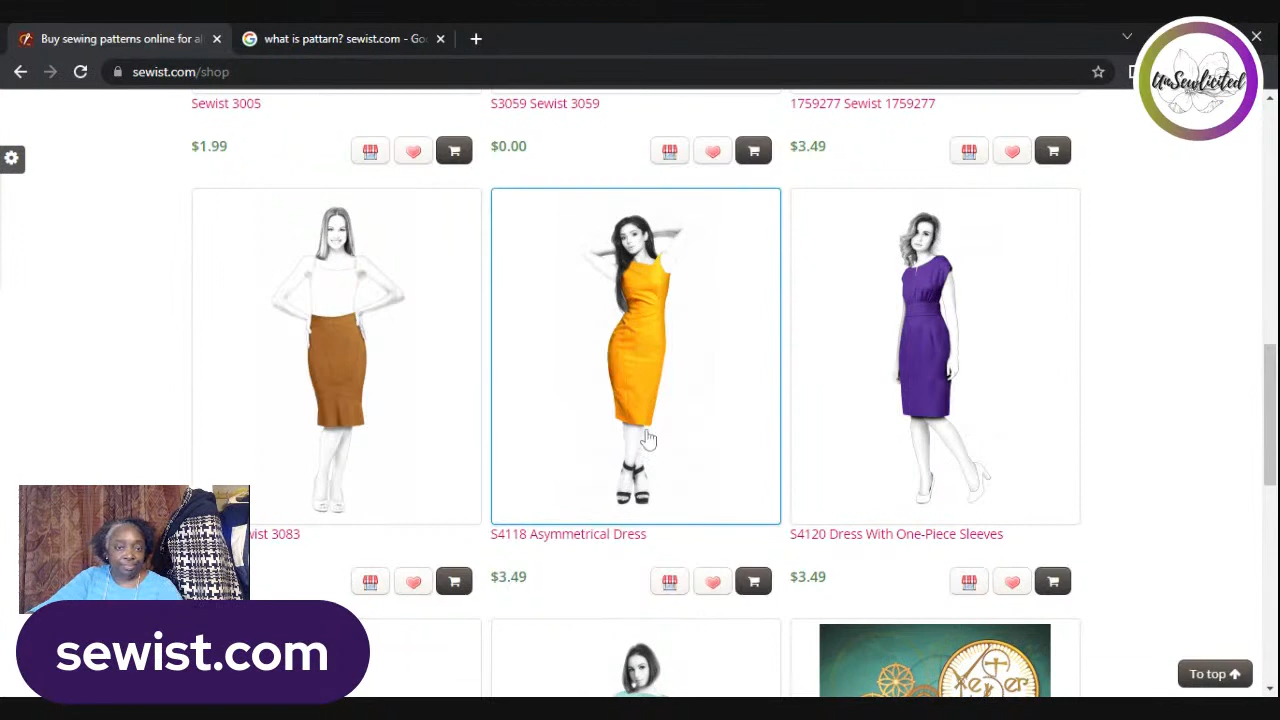 Buy sewing patterns online for al
what is pattarn? sewist.com - Goo
UnSewlicited
sewist.com/shop
Sewist 3005
S3059 Sewist 3059
1759277 Sewist 1759277
$1.99
$0.00
$3.49
wist 3083
S4118 Asymmetrical Dress
S4120 Dress With One-Piece Sleeves
$3.49
$3.49
sewist.com
To top